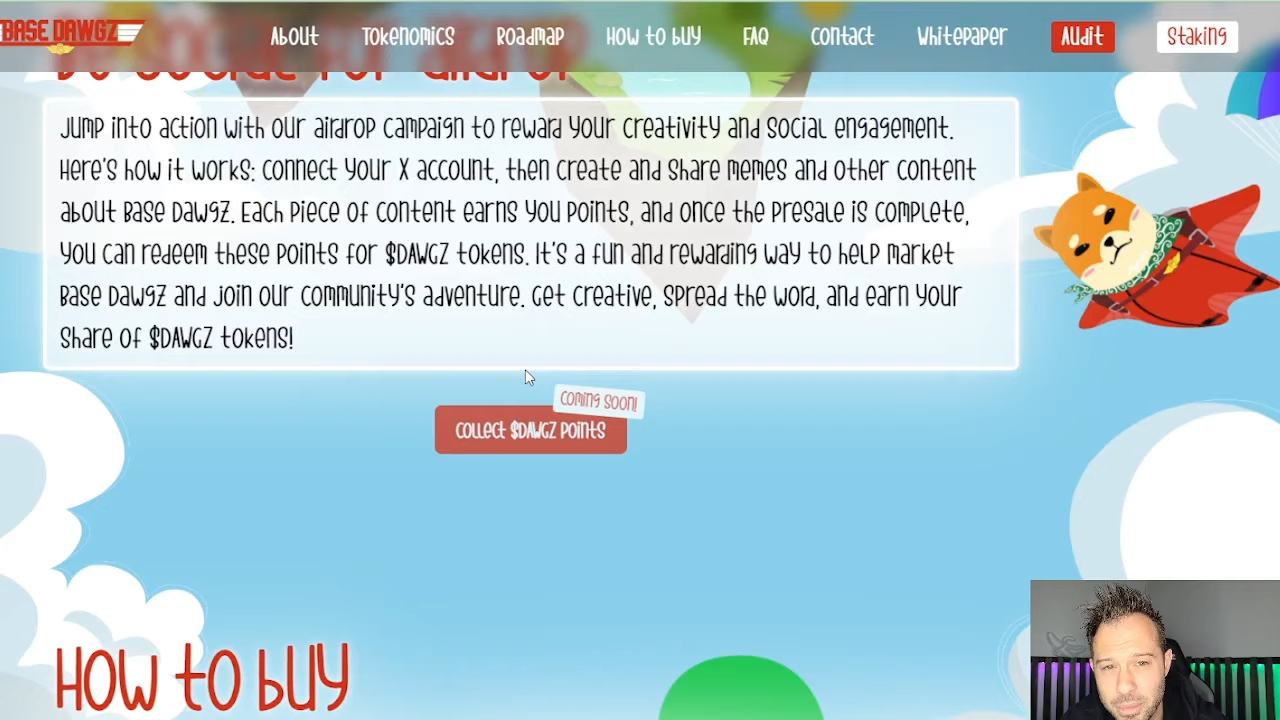 BASE DAWGZ
About
Tokenomics
Roadmap
How to buy
FAQ
Contact
Whitepaper
Audit
Staking
Jump into action with our airdrop campaign to reward your creativity and social engagement.
Here's how it works: connect your X account, then create and share memes and other content
about Base Dawgz. Each piece of content earns you points, and once the presale is complete,
you can redeem these points for $DAWGZ tokens. It's a fun and rewarding way to help market
Base Dawgz and join our community's adventure. Get creative, spread the word, and earn your
share of $DAWGZ tokens!
Coming soon!
Collect $DAWGZ Points
How to buy